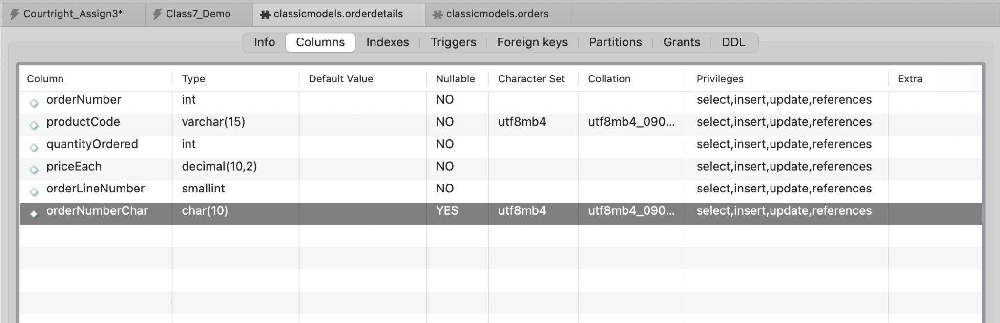 Courtright_Assign3* Class7_Demo classicmodels.orderdetails classicmodels.orders
Info Columns Indexes Triggers Foreign keys Partitions Grants DDL
Column Type Default Value Nullable Character Set Collation Privileges Extra
orderNumber int NO select,insert,update,references
productCode varchar(15) NO utf8mb4 utf8mb4_090... select,insert,update,references
quantityOrdered int NO select,insert,update,references
priceEach decimal(10,2) NO select,insert,update,references
orderLineNumber smallint NO select,insert,update,references
orderNumberChar char(10) YES utf8mb4 utf8mb4_090... select,insert,update,references